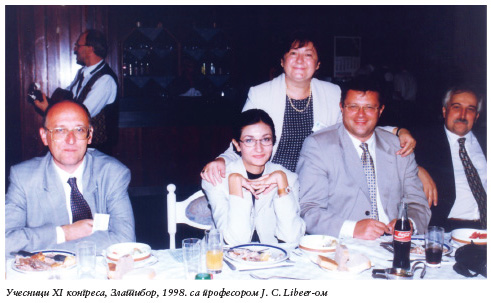 Учесници XI конгреса, Златибор, 1998. са професором J. C. Libeer-ом